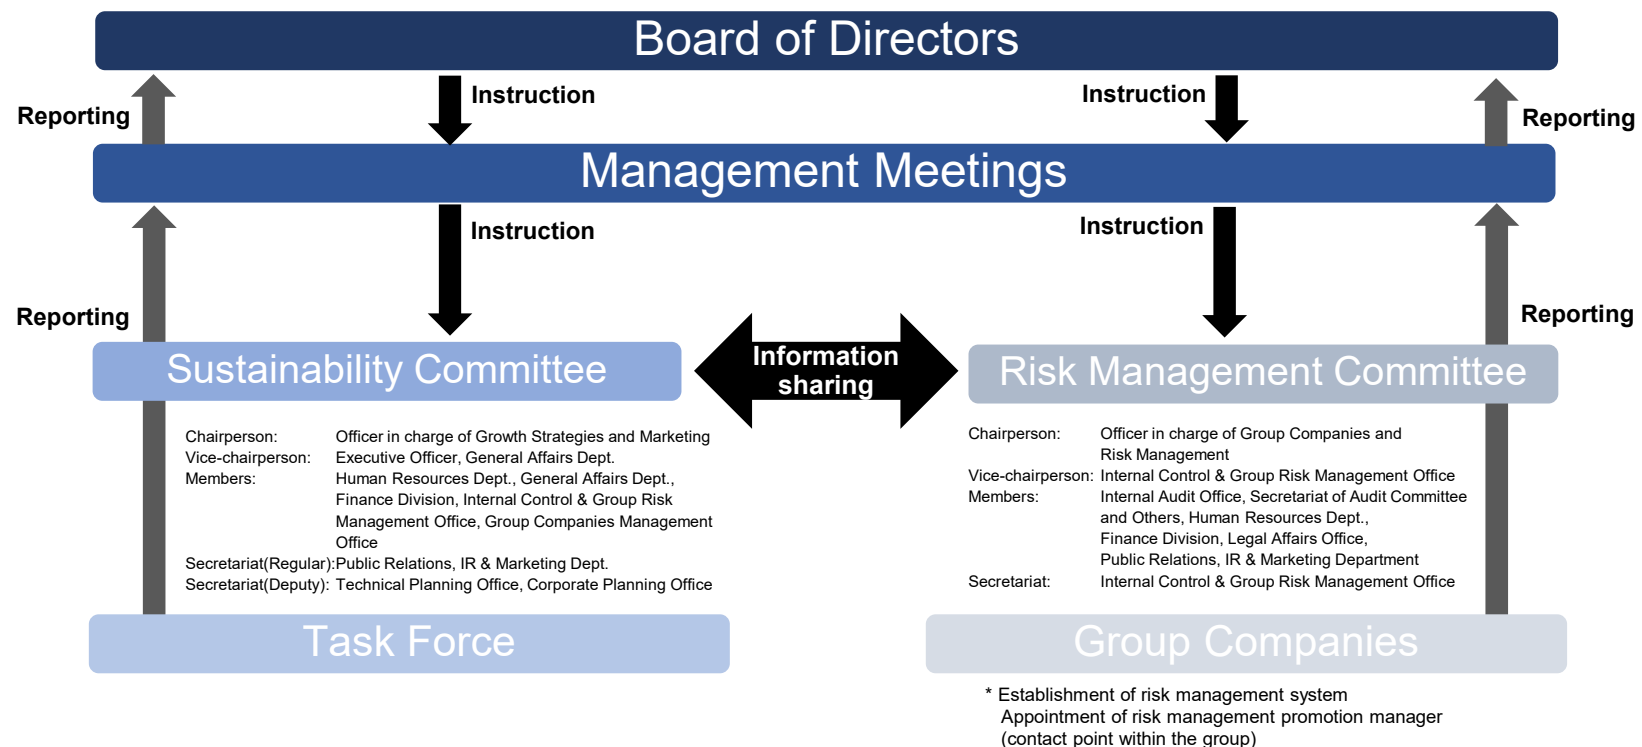 Board of Directors
Reporting
Instruction
Instruction
Reporting
Management Meetings
Instruction
Instruction
Reporting
Reporting
Information
sharing
Sustainability Committee
Risk Management Committee
Chairperson: Officer in charge of Growth Strategies and Marketing
Vice-chairperson: Executive Officer, General Affairs Dept.
Members: Human Resources Dept., General Affairs Dept.,
Finance Division, Internal Control & Group Risk
Management Office, Group Companies Management
Office
Secretariat(Regular):Public Relations, IR & Marketing Dept.
Secretariat(Deputy): Technical Planning Office, Corporate Planning Office
Chairperson: Officer in charge of Group Companies and
Risk Management
Vice-chairperson: Internal Control & Group Risk Management Office
Members: Internal Audit Office, Secretariat of Audit Committee
and Others, Human Resources Dept.,
Finance Division, Legal Affairs Office,
Public Relations, IR & Marketing Department
Secretariat: Internal Control & Group Risk Management Office
Task Force
Group Companies
* Establishment of risk management system
Appointment of risk management promotion manager
(contact point within the group)